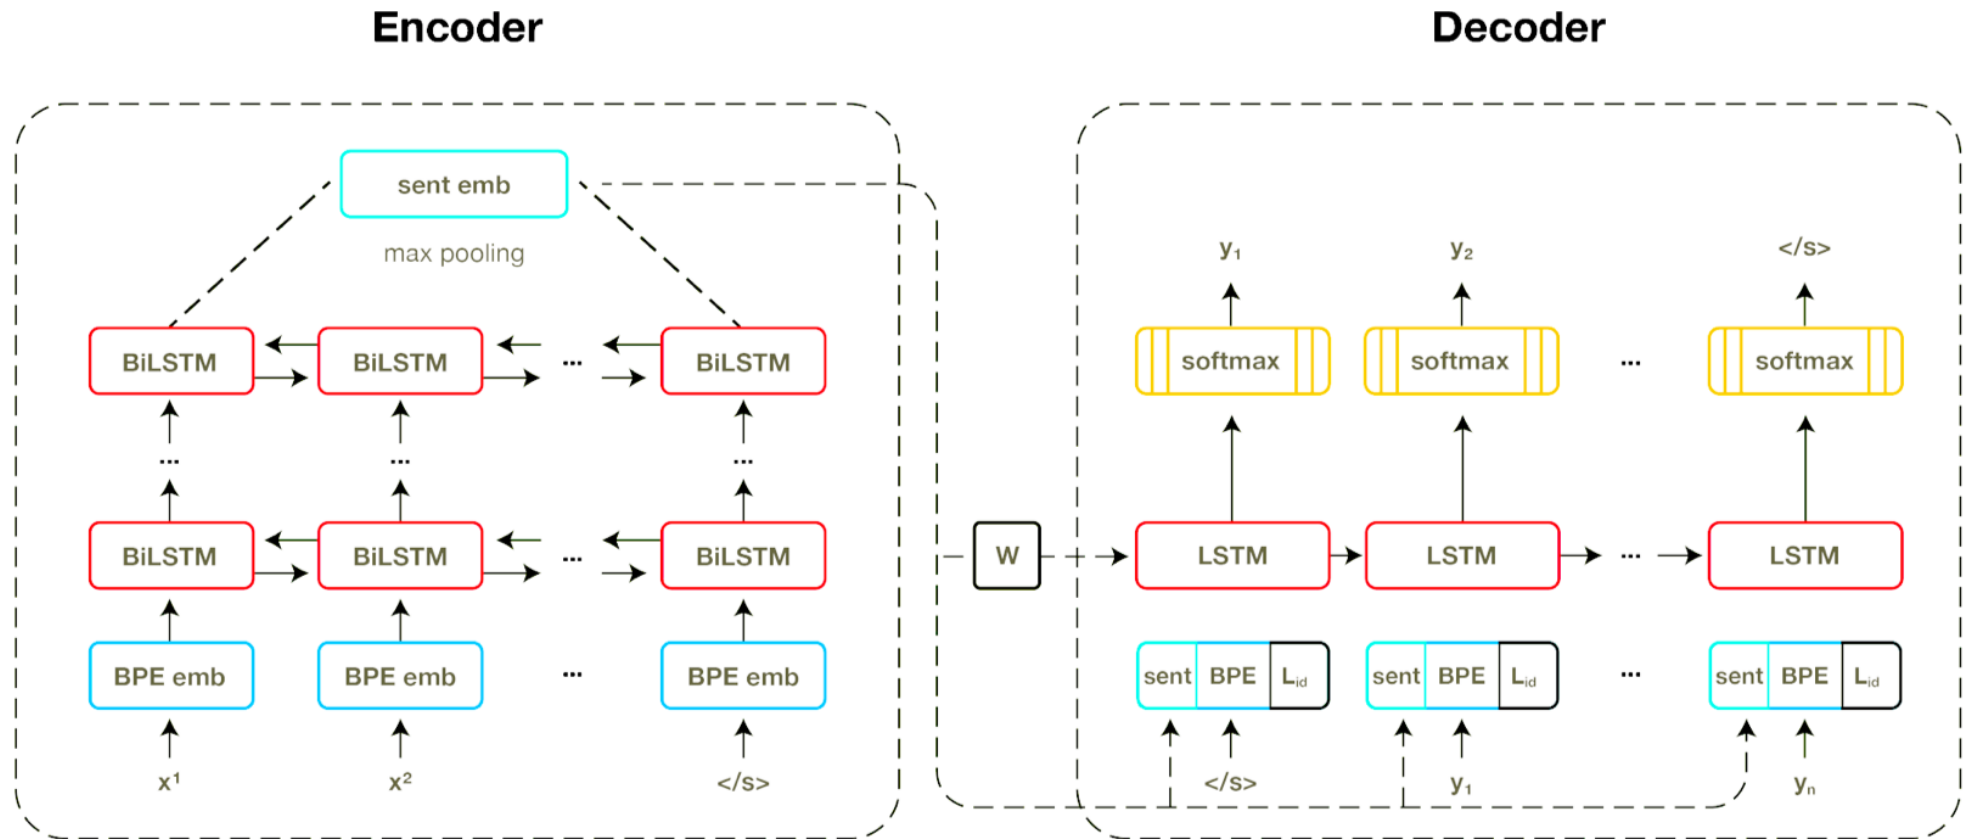 Encoder
Decoder
sent emb
max pooling
y₁ y₂ </s>
BiLSTM BiLSTM ... BiLSTM
softmax softmax ... softmax
... ... ...
BiLSTM BiLSTM ... BiLSTM
W
LSTM LSTM ... LSTM
BPE emb BPE emb ... BPE emb
sent BPE L_id sent BPE L_id ... sent BPE L_id
x¹ x² </s>
</s> y₁ yₙ